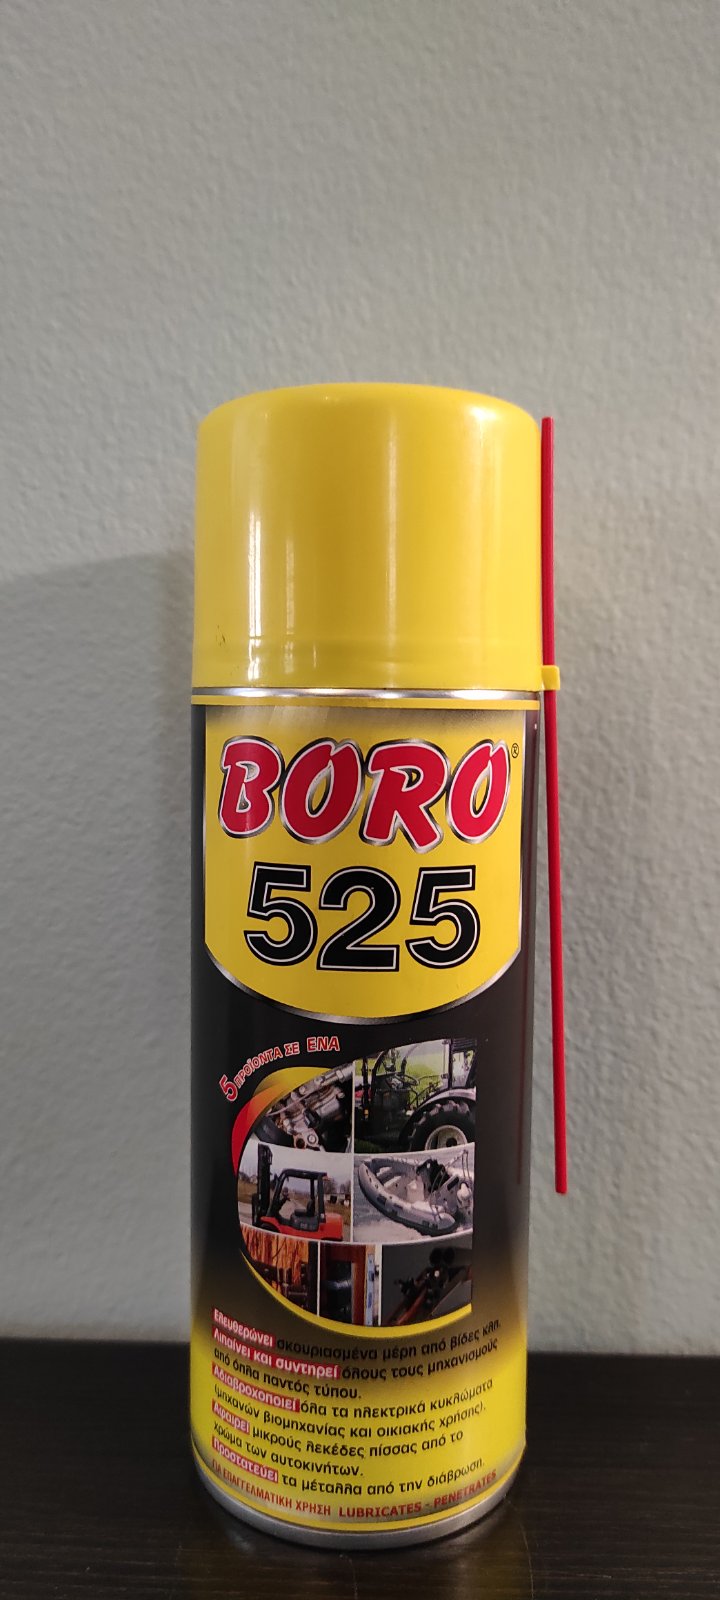 BORO®
525
5 ΠΡΟΪΟΝΤΑ ΣΕ ΕΝΑ
Ελευθερώνει σκουριασμένα μέρη από βίδες κλπ.
Λιπαίνει και συντηρεί όλους τους μηχανισμούς
από όπλα παντός τύπου.
Αδιαβροχοποιεί όλα τα ηλεκτρικά κυκλώματα
(μηχανών βιομηχανίας και οικιακής χρήσης).
Αφαιρεί μικρούς λεκέδες πίσσας από το
χρώμα των αυτοκινήτων.
Προστατεύει τα μέταλλα από την διάβρωση.
ΓΙΑ ΕΠΑΓΓΕΛΜΑΤΙΚΗ ΧΡΗΣΗ LUBRICATES - PENETRATES